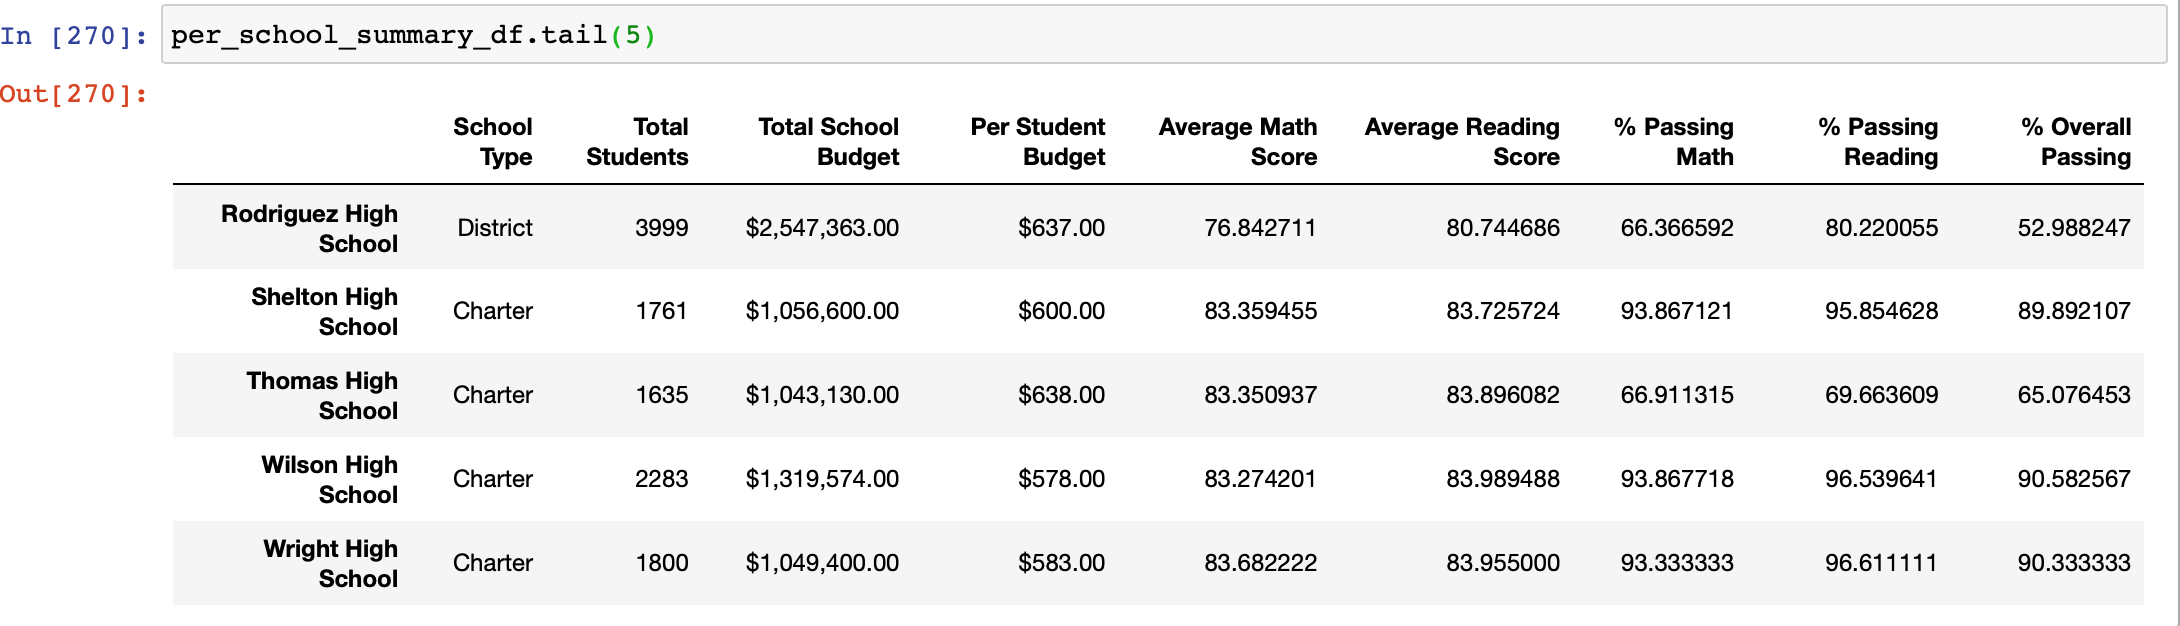 In [270]: per_school_summary_df.tail(5)
Out[270]:
School Type Total Students Total School Budget Per Student Budget Average Math Score Average Reading Score % Passing Math % Passing Reading % Overall Passing
Rodriguez High School District 3999 $2,547,363.00 $637.00 76.842711 80.744686 66.366592 80.220055 52.988247
Shelton High School Charter 1761 $1,056,600.00 $600.00 83.359455 83.725724 93.867121 95.854628 89.892107
Thomas High School Charter 1635 $1,043,130.00 $638.00 83.350937 83.896082 66.911315 69.663609 65.076453
Wilson High School Charter 2283 $1,319,574.00 $578.00 83.274201 83.989488 93.867718 96.539641 90.582567
Wright High School Charter 1800 $1,049,400.00 $583.00 83.682222 83.955000 93.333333 96.611111 90.333333